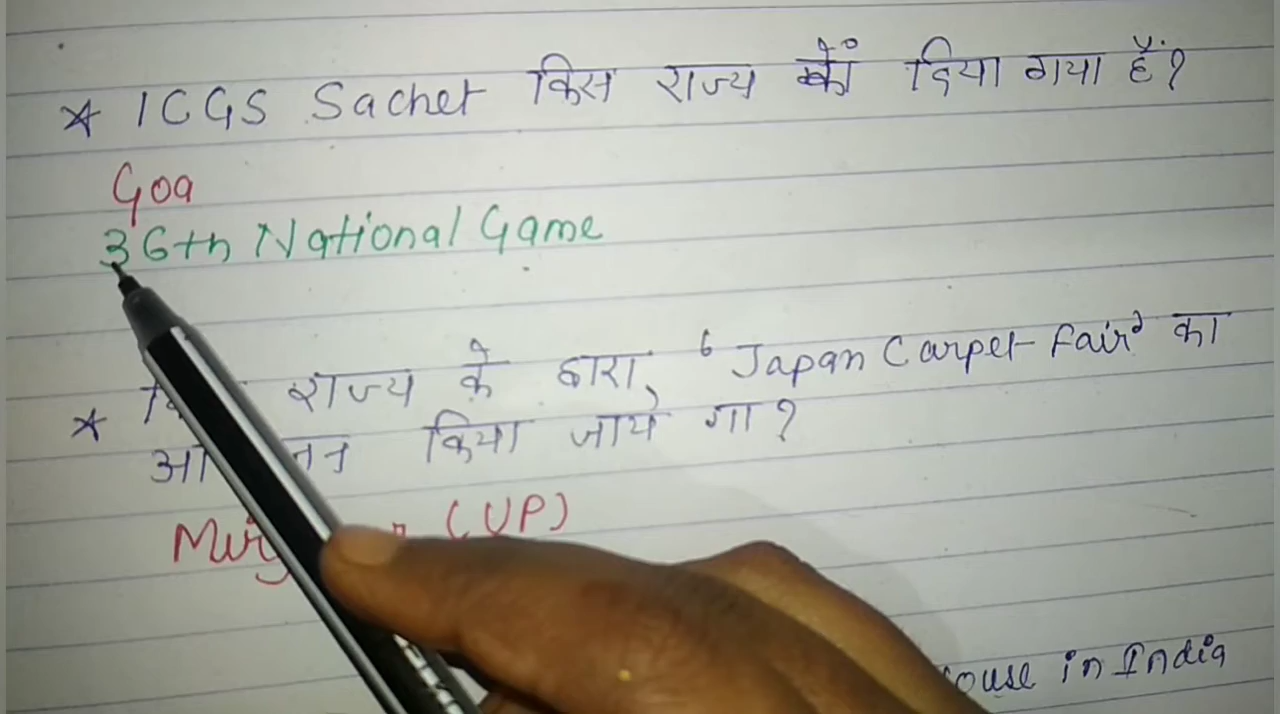 * ICGS Sachet किस राज्य को दिया गया है?
Goa
36th National Game
* राज्य के द्वारा, 'Japan Carpet Fair' का
किया जाये गा?
(UP)
in India